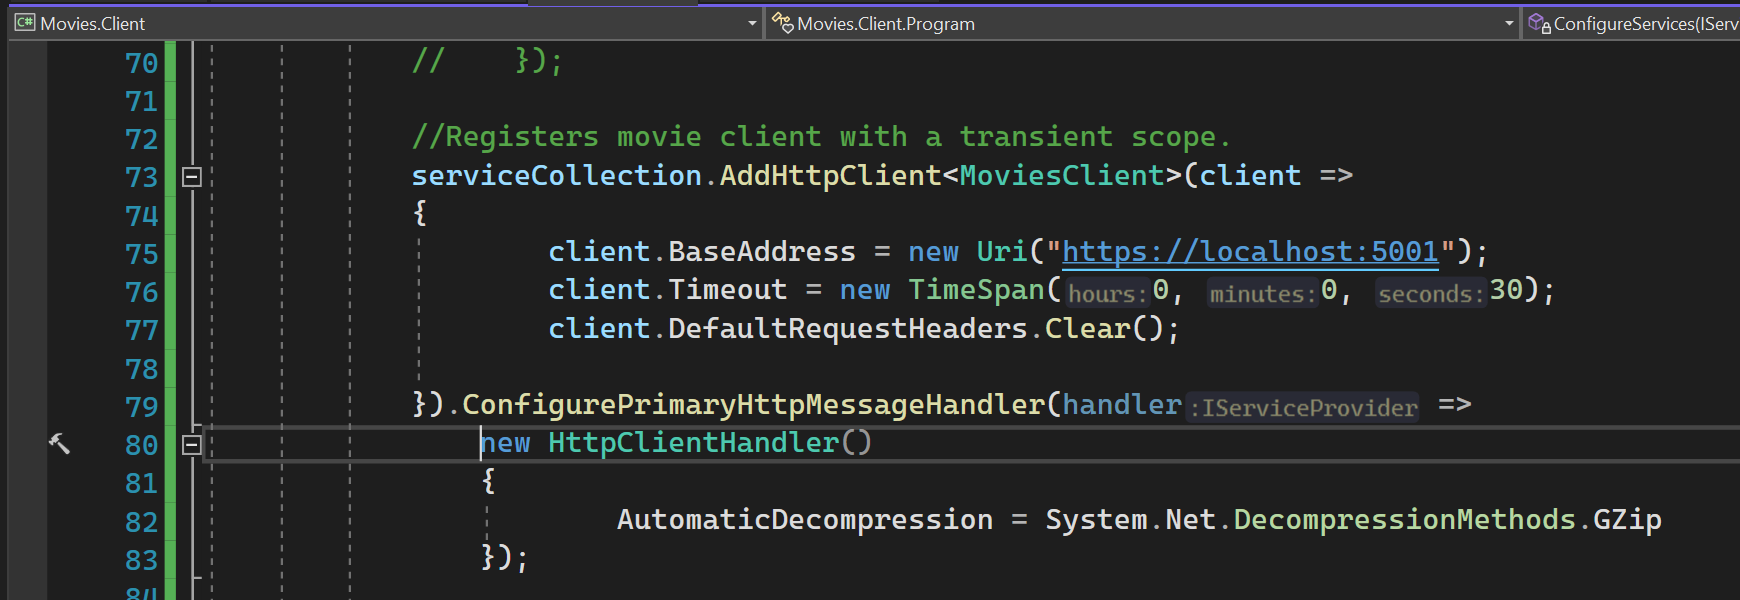 C# Movies.Client Movies.Client.Program ConfigureServices(IServ
70 // });
71
72 //Registers movie client with a transient scope.
73 serviceCollection.AddHttpClient<MoviesClient>(client =>
74 {
75 client.BaseAddress = new Uri("https://localhost:5001");
76 client.Timeout = new TimeSpan(hours:0, minutes:0, seconds:30);
77 client.DefaultRequestHeaders.Clear();
78
79 }).ConfigurePrimaryHttpMessageHandler(handler:IServiceProvider =>
80 new HttpClientHandler()
81 {
82 AutomaticDecompression = System.Net.DecompressionMethods.GZip
83 });
84